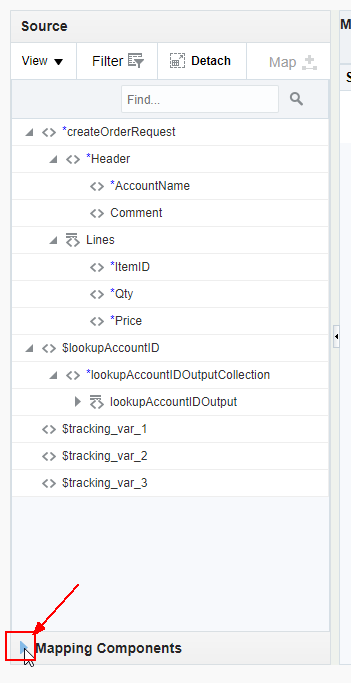 Source
M
View Filter Detach Map
S
Find...
*createOrderRequest
*Header
*AccountName
Comment
Lines
*ItemID
*Qty
*Price
$lookupAccountID
*lookupAccountIDOutputCollection
lookupAccountIDOutput
$tracking_var_1
$tracking_var_2
$tracking_var_3
Mapping Components